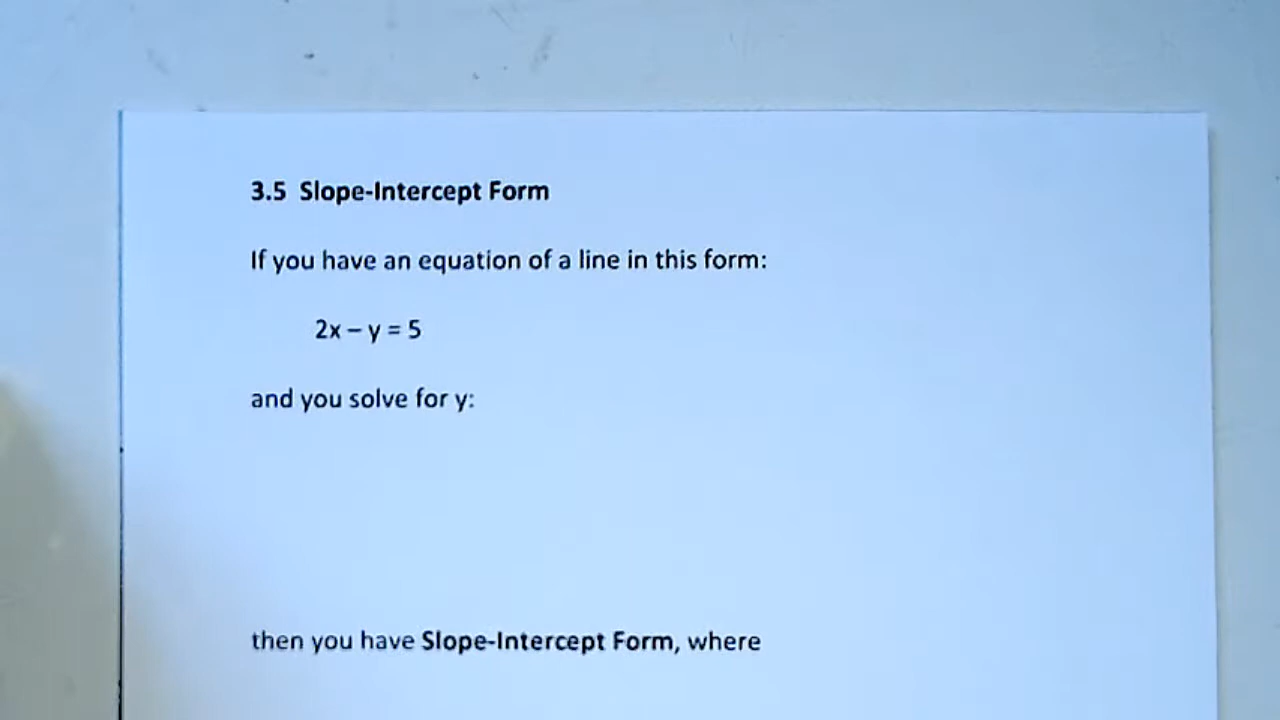 3.5 Slope-Intercept Form
If you have an equation of a line in this form:
2x – y = 5
and you solve for y:
then you have Slope-Intercept Form, where